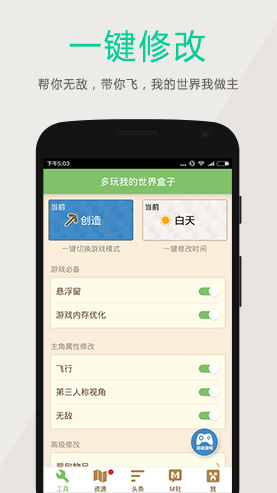 一键修改
帮你无敌，带你飞，我的世界我做主
下午5:03
多玩我的世界盒子
当前
创造
当前
白天
一键切换游戏模式
一键修改时间
游戏必备
悬浮窗
游戏内存优化
主角属性修改
飞行
第三人称视角
无敌
启动游戏
高级修改
背包物品
工具
资源
头条
M社
我